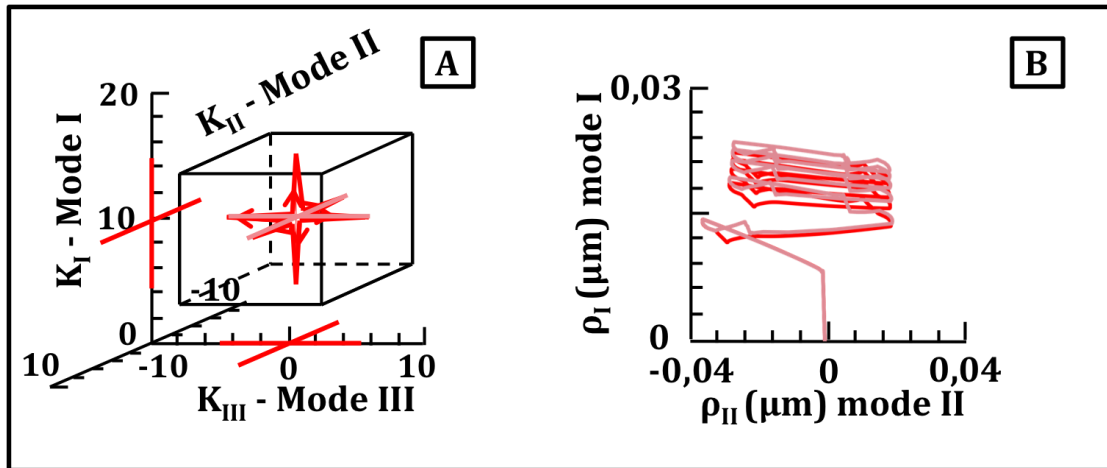 A
20
K_I - Mode I
10
0
K_II - Mode II
-10
10
-10
0
10
K_III - Mode III
B
0,03
ρ_I (μm) mode I
0
-0,04
0
0,04
ρ_II (μm) mode II